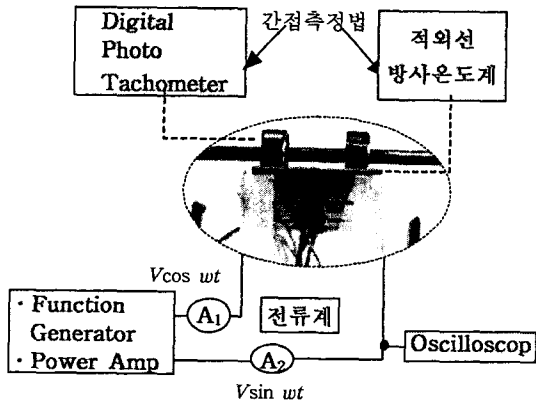 Digital
Photo
Tachometer
간접측정법
적외선
방사온도계
Vcos wt
· Function
Generator
· Power Amp
A₁
전류계
A₂
Oscilloscop
Vsin wt